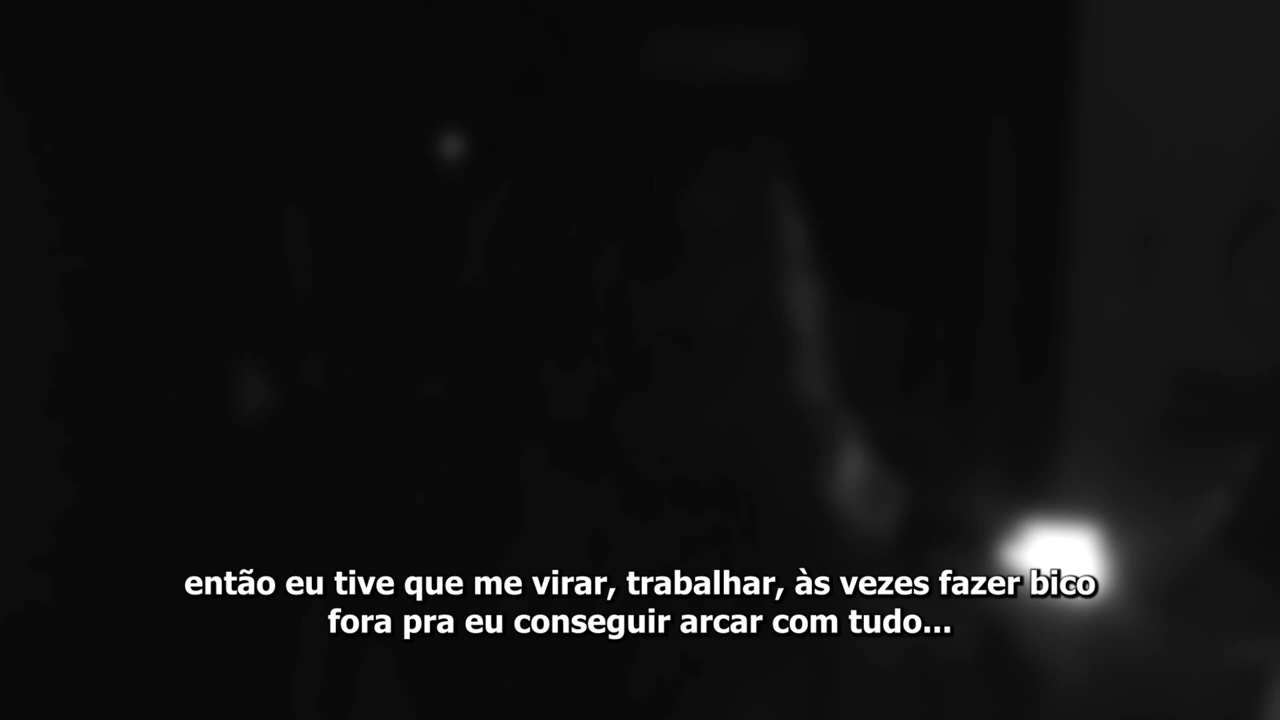 então eu tive que me virar, trabalhar, às vezes fazer bico
fora pra eu conseguir arcar com tudo...